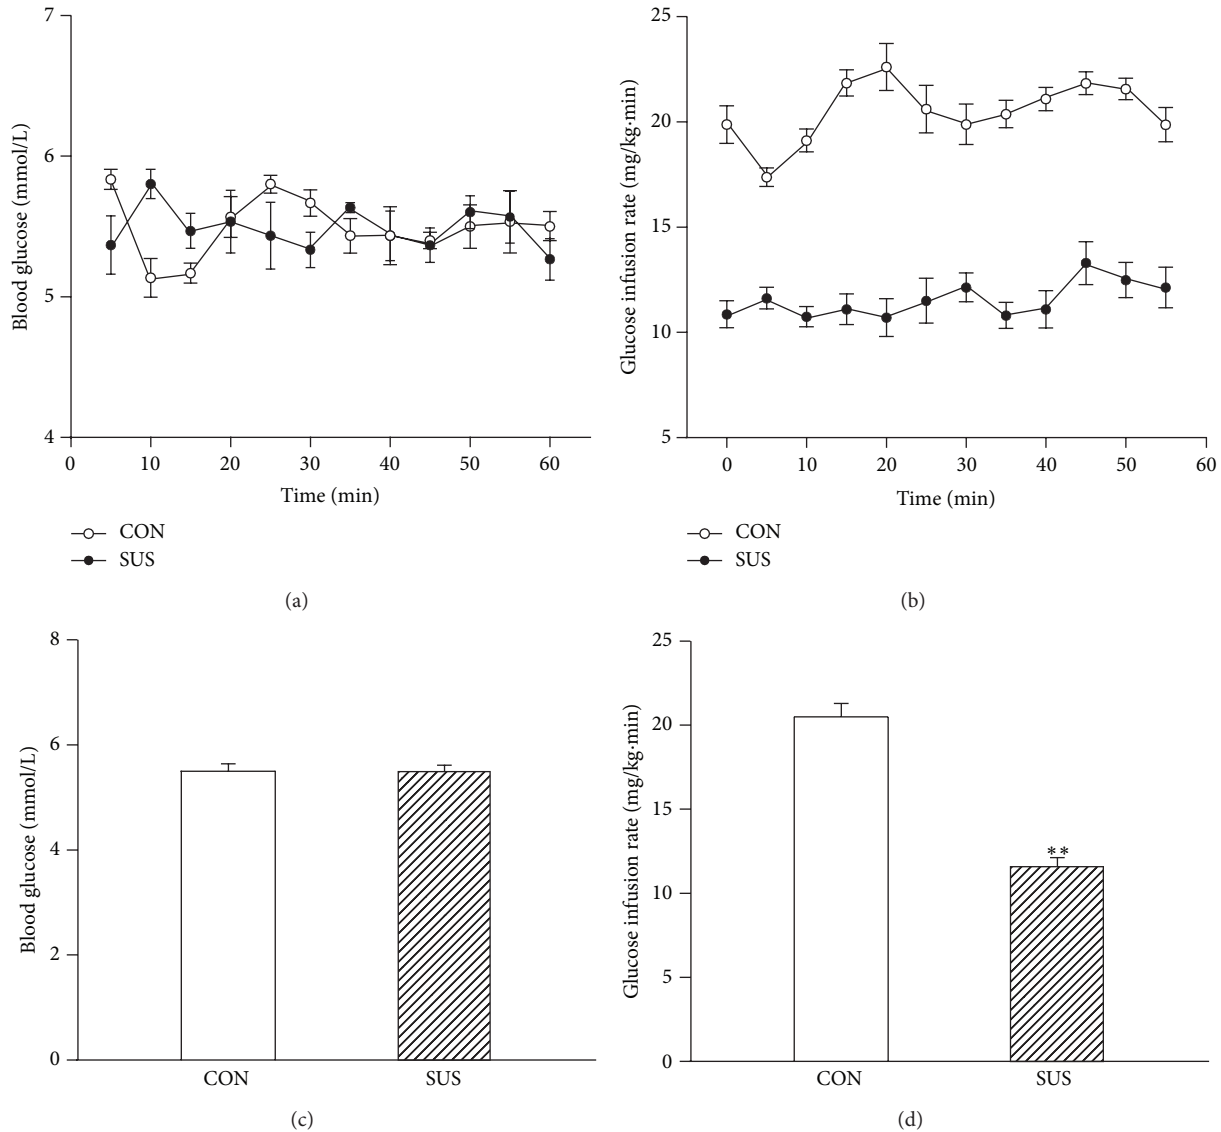 7
6
5
4
Blood glucose (mmol/L)
0 10 20 30 40 50 60
Time (min)
CON
SUS
(a)
25
20
15
10
5
Glucose infusion rate (mg/kg·min)
0 10 20 30 40 50 60
Time (min)
CON
SUS
(b)
8
6
4
2
0
Blood glucose (mmol/L)
CON SUS
(c)
25
20
15
10
5
0
Glucose infusion rate (mg/kg·min)
**
CON SUS
(d)